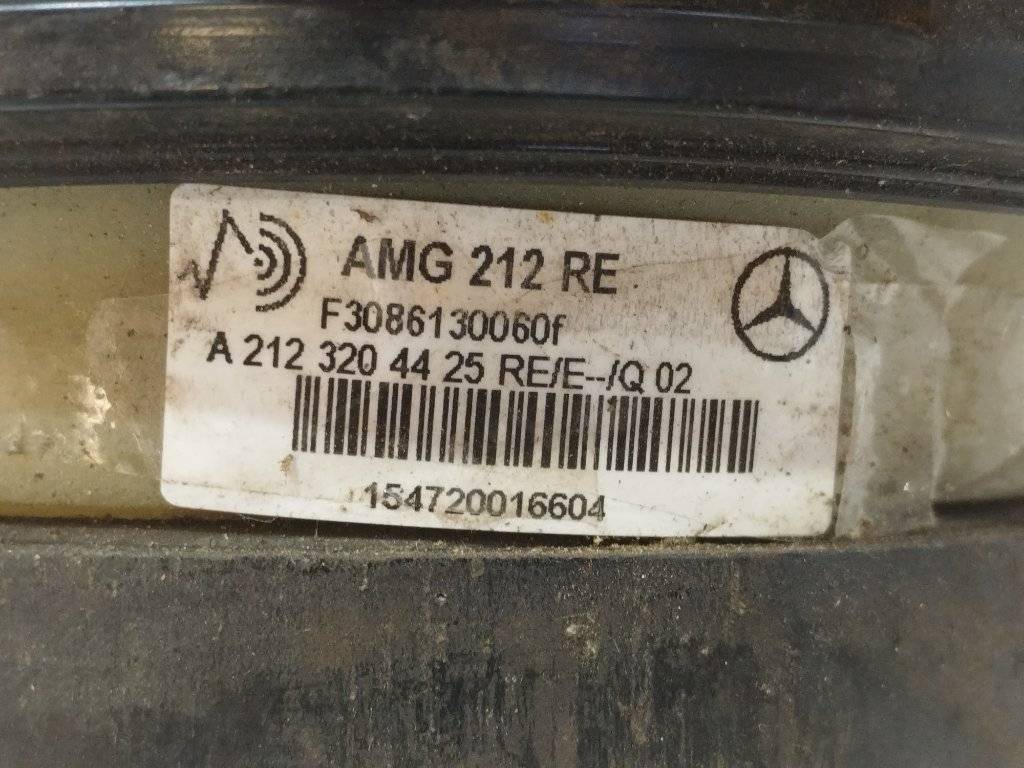 AMG 212 RE
F3086130060f
A 212 320 44 25 RE/E--/Q 02
154720016604